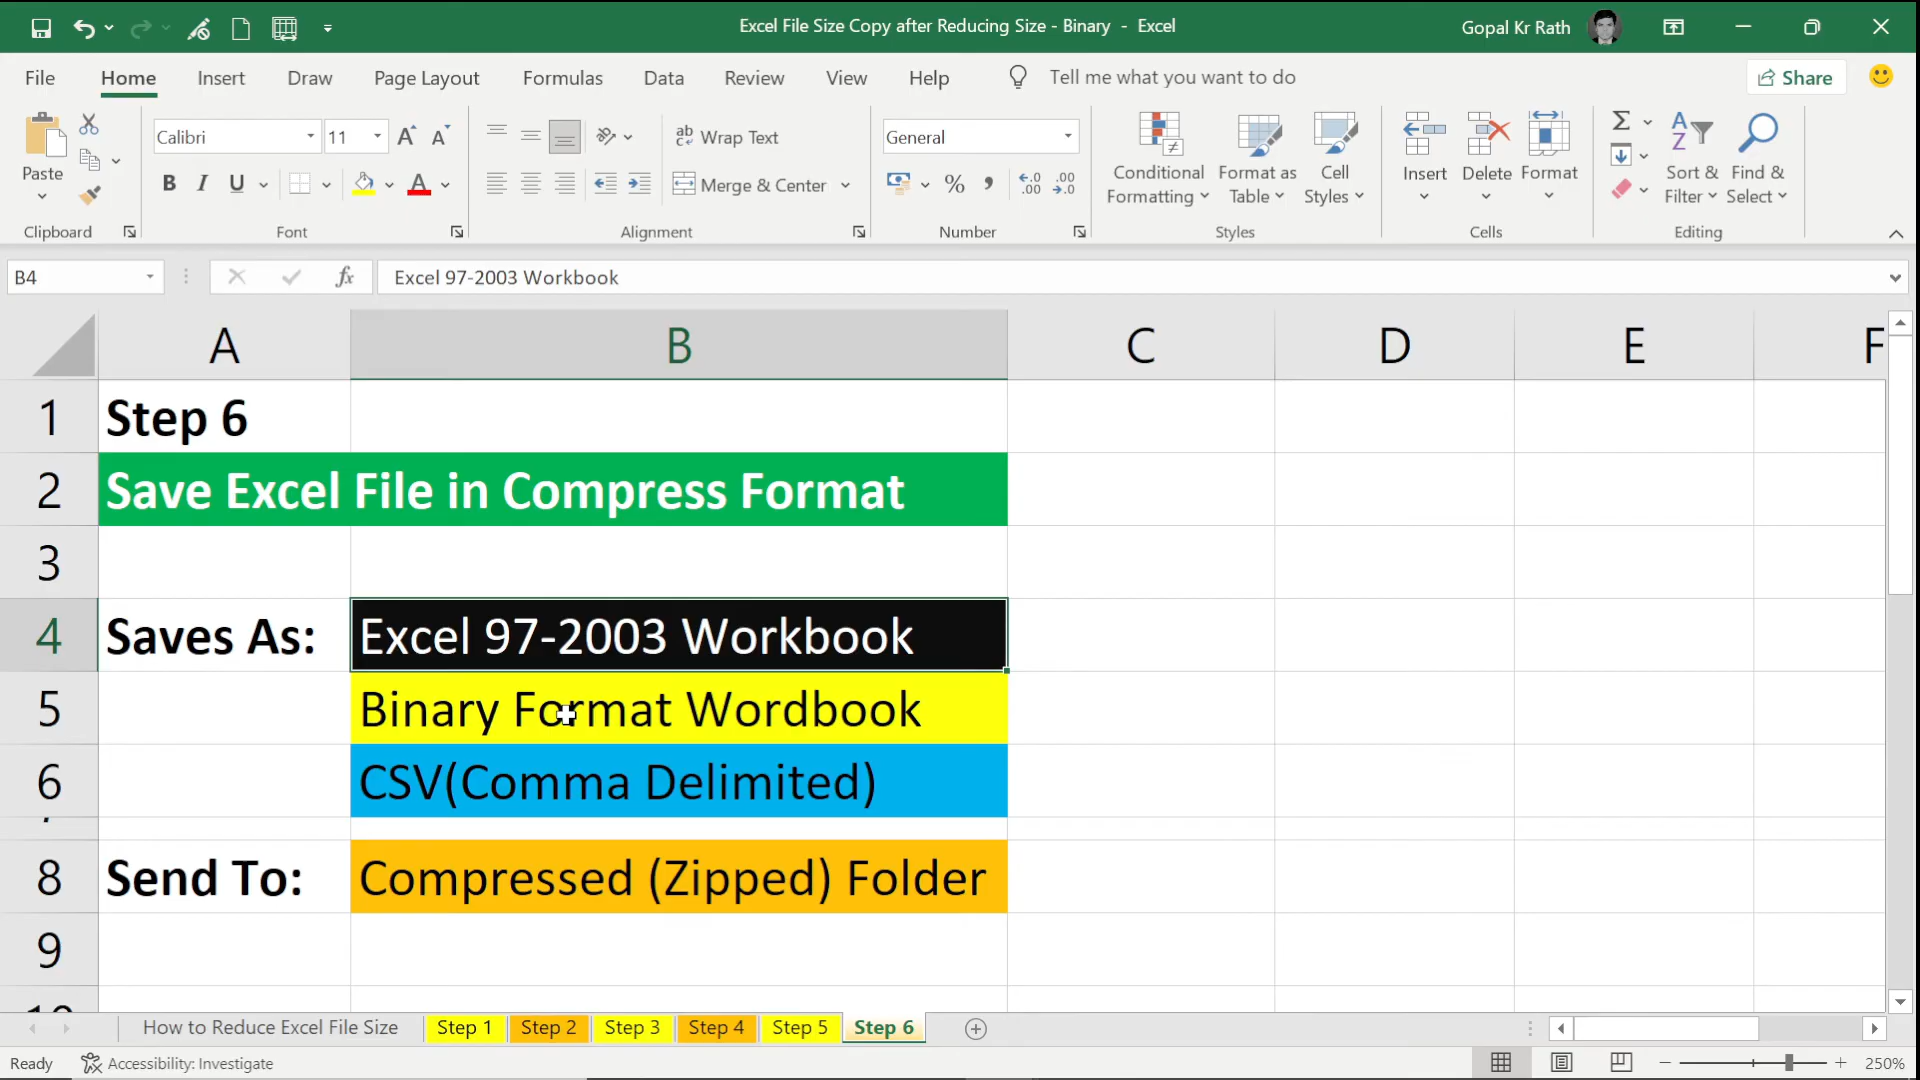 Excel File Size Copy after Reducing Size - Binary - Excel
Gopal Kr Rath
File Home Insert Draw Page Layout Formulas Data Review View Help Tell me what you want to do Share
Paste
Clipboard
Calibri 11
B I U
Font
Wrap Text
Merge & Center
Alignment
General
% 
Number
Conditional Formatting
Format as Table
Cell Styles
Styles
Insert Delete Format
Cells
Sort & Filter
Find & Select
Editing
B4 fx Excel 97-2003 Workbook
A B C D E F
1 Step 6
2 Save Excel File in Compress Format
3
4 Saves As: Excel 97-2003 Workbook
5 Binary Format Wordbook
6 CSV(Comma Delimited)
8 Send To: Compressed (Zipped) Folder
9
How to Reduce Excel File Size Step 1 Step 2 Step 3 Step 4 Step 5 Step 6
Ready Accessibility: Investigate 250%